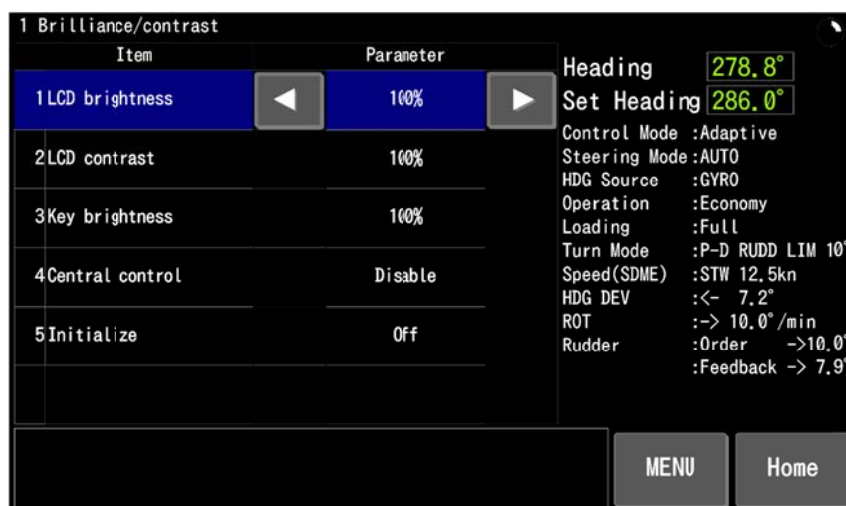 1 Brilliance/contrast
Item Parameter
1 LCD brightness 100%
2 LCD contrast 100%
3 Key brightness 100%
4 Central control Disable
5 Initialize Off
Heading 278.8°
Set Heading 286.0°
Control Mode :Adaptive
Steering Mode:AUTO
HDG Source :GYRO
Operation :Economy
Loading :Full
Turn Mode :P-D RUDD LIM 10°
Speed(SDME) :STW 12.5kn
HDG DEV :<- 7.2°
ROT :-> 10.0°/min
Rudder :Order ->10.0°
:Feedback -> 7.9°
MENU Home